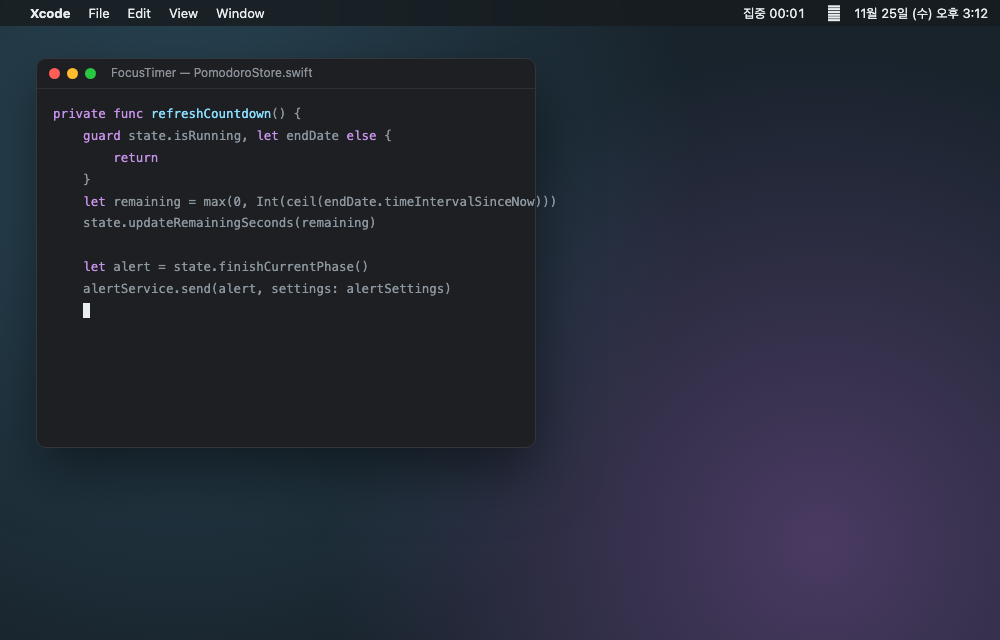 Xcode File Edit View Window 집중 00:01 11월 25일 (수) 오후 3:12
FocusTimer — PomodoroStore.swift
private func refreshCountdown() {
    guard state.isRunning, let endDate else {
        return
    }
    let remaining = max(0, Int(ceil(endDate.timeIntervalSinceNow)))
    state.updateRemainingSeconds(remaining)
    let alert = state.finishCurrentPhase()
    alertService.send(alert, settings: alertSettings)